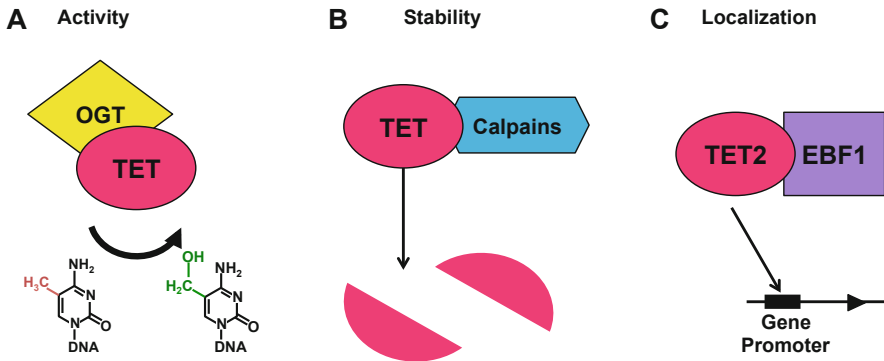 A Activity
OGT
TET
OH
NH₂
H₃C
N
N
O
DNA
H₂C
NH₂
N
N
O
DNA
B Stability
TET
Calpains
C Localization
TET2
EBF1
Gene
Promoter